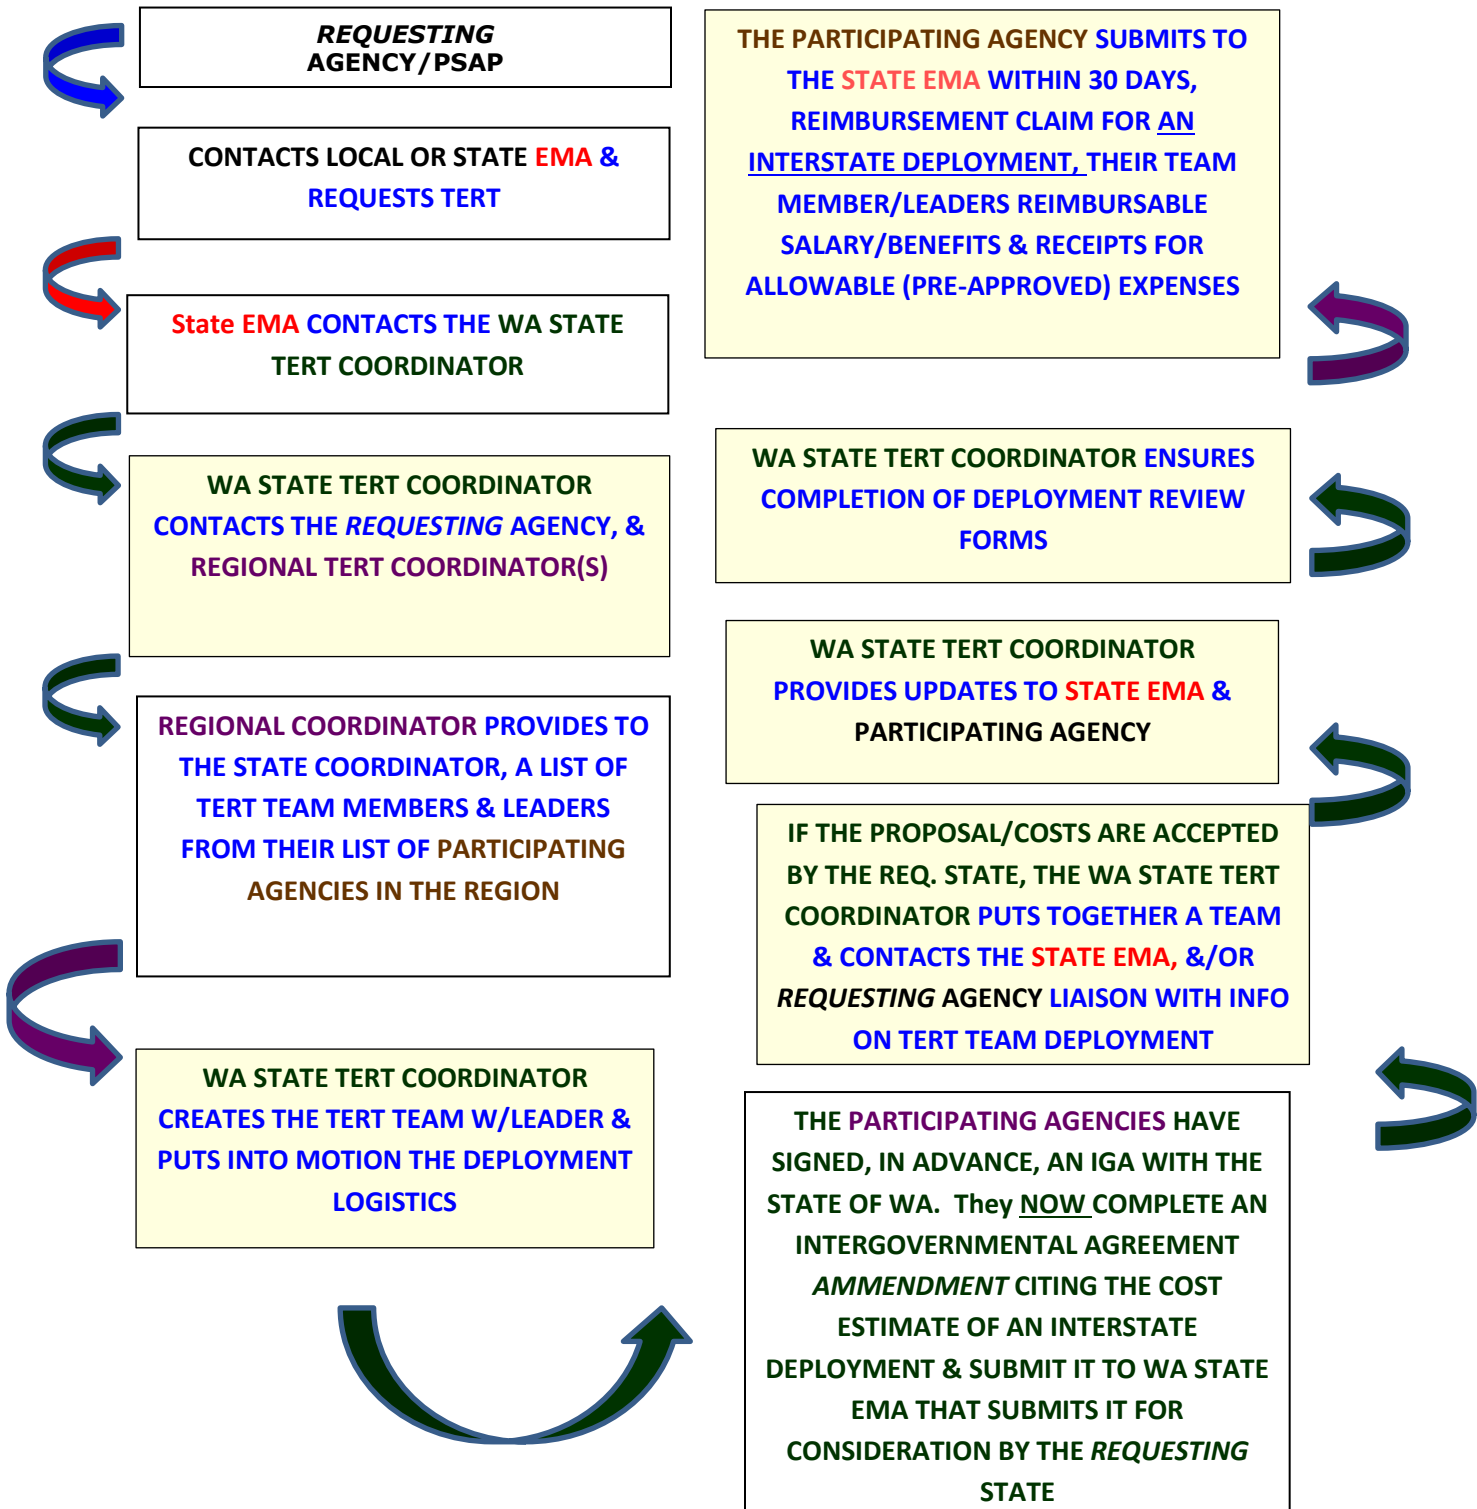 REQUESTING
AGENCY/PSAP
CONTACTS LOCAL OR STATE EMA &
REQUESTS TERT
State EMA CONTACTS THE WA STATE
TERT COORDINATOR
WA STATE TERT COORDINATOR
CONTACTS THE REQUESTING AGENCY, &
REGIONAL TERT COORDINATOR(S)
REGIONAL COORDINATOR PROVIDES TO
THE STATE COORDINATOR, A LIST OF
TERT TEAM MEMBERS & LEADERS
FROM THEIR LIST OF PARTICIPATING
AGENCIES IN THE REGION
WA STATE TERT COORDINATOR
CREATES THE TERT TEAM W/LEADER &
PUTS INTO MOTION THE DEPLOYMENT
LOGISTICS
THE PARTICIPATING AGENCIES HAVE
SIGNED, IN ADVANCE, AN IGA WITH THE
STATE OF WA.  They NOW COMPLETE AN
INTERGOVERNMENTAL AGREEMENT
AMMENDMENT CITING THE COST
ESTIMATE OF AN INTERSTATE
DEPLOYMENT & SUBMIT IT TO WA STATE
EMA THAT SUBMITS IT FOR
CONSIDERATION BY THE REQUESTING
STATE
IF THE PROPOSAL/COSTS ARE ACCEPTED
BY THE REQ. STATE, THE WA STATE TERT
COORDINATOR PUTS TOGETHER A TEAM
& CONTACTS THE STATE EMA, &/OR
REQUESTING AGENCY LIAISON WITH INFO
ON TERT TEAM DEPLOYMENT
WA STATE TERT COORDINATOR
PROVIDES UPDATES TO STATE EMA &
PARTICIPATING AGENCY
WA STATE TERT COORDINATOR ENSURES
COMPLETION OF DEPLOYMENT REVIEW
FORMS
THE PARTICIPATING AGENCY SUBMITS TO
THE STATE EMA WITHIN 30 DAYS,
REIMBURSEMENT CLAIM FOR AN
INTERSTATE DEPLOYMENT, THEIR TEAM
MEMBER/LEADERS REIMBURSABLE
SALARY/BENEFITS & RECEIPTS FOR
ALLOWABLE (PRE-APPROVED) EXPENSES